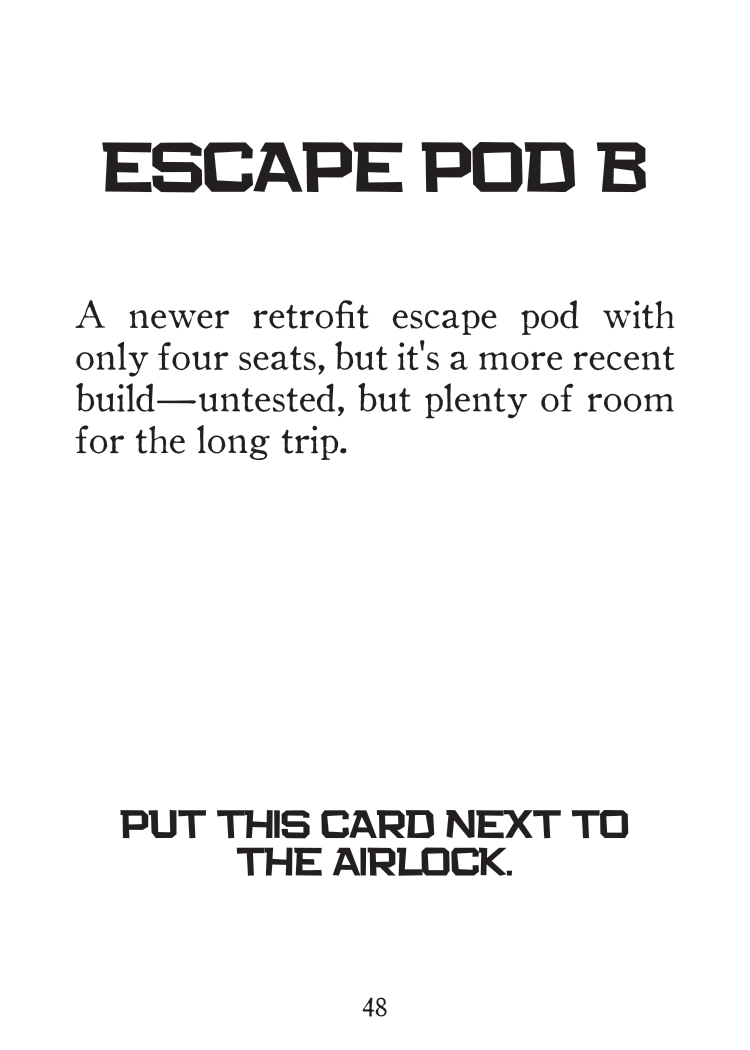 ESCAPE POD B
A newer retrofit escape pod with
only four seats, but it's a more recent
build—untested, but plenty of room
for the long trip.
PUT THIS CARD NEXT TO
THE AIRLOCK.
48